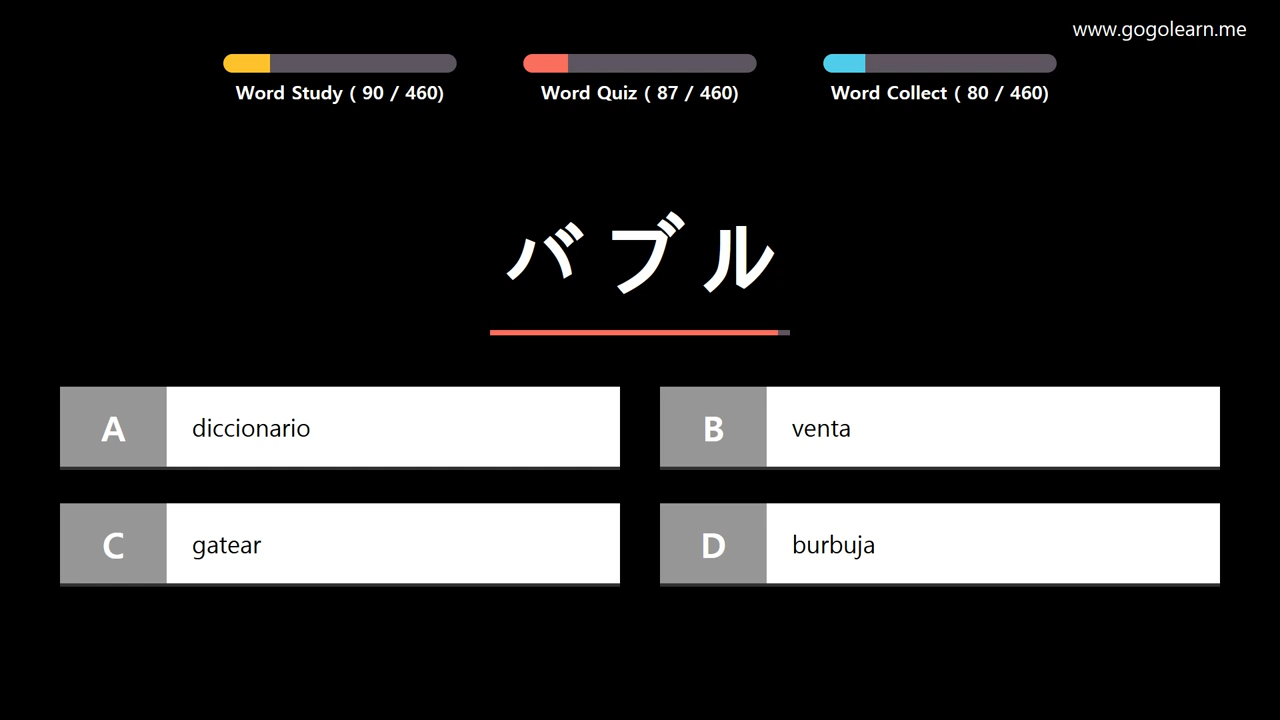 www.gogolearn.me
Word Study ( 90 / 460)
Word Quiz ( 87 / 460)
Word Collect ( 80 / 460)
バブル
A diccionario
B venta
C gatear
D burbuja